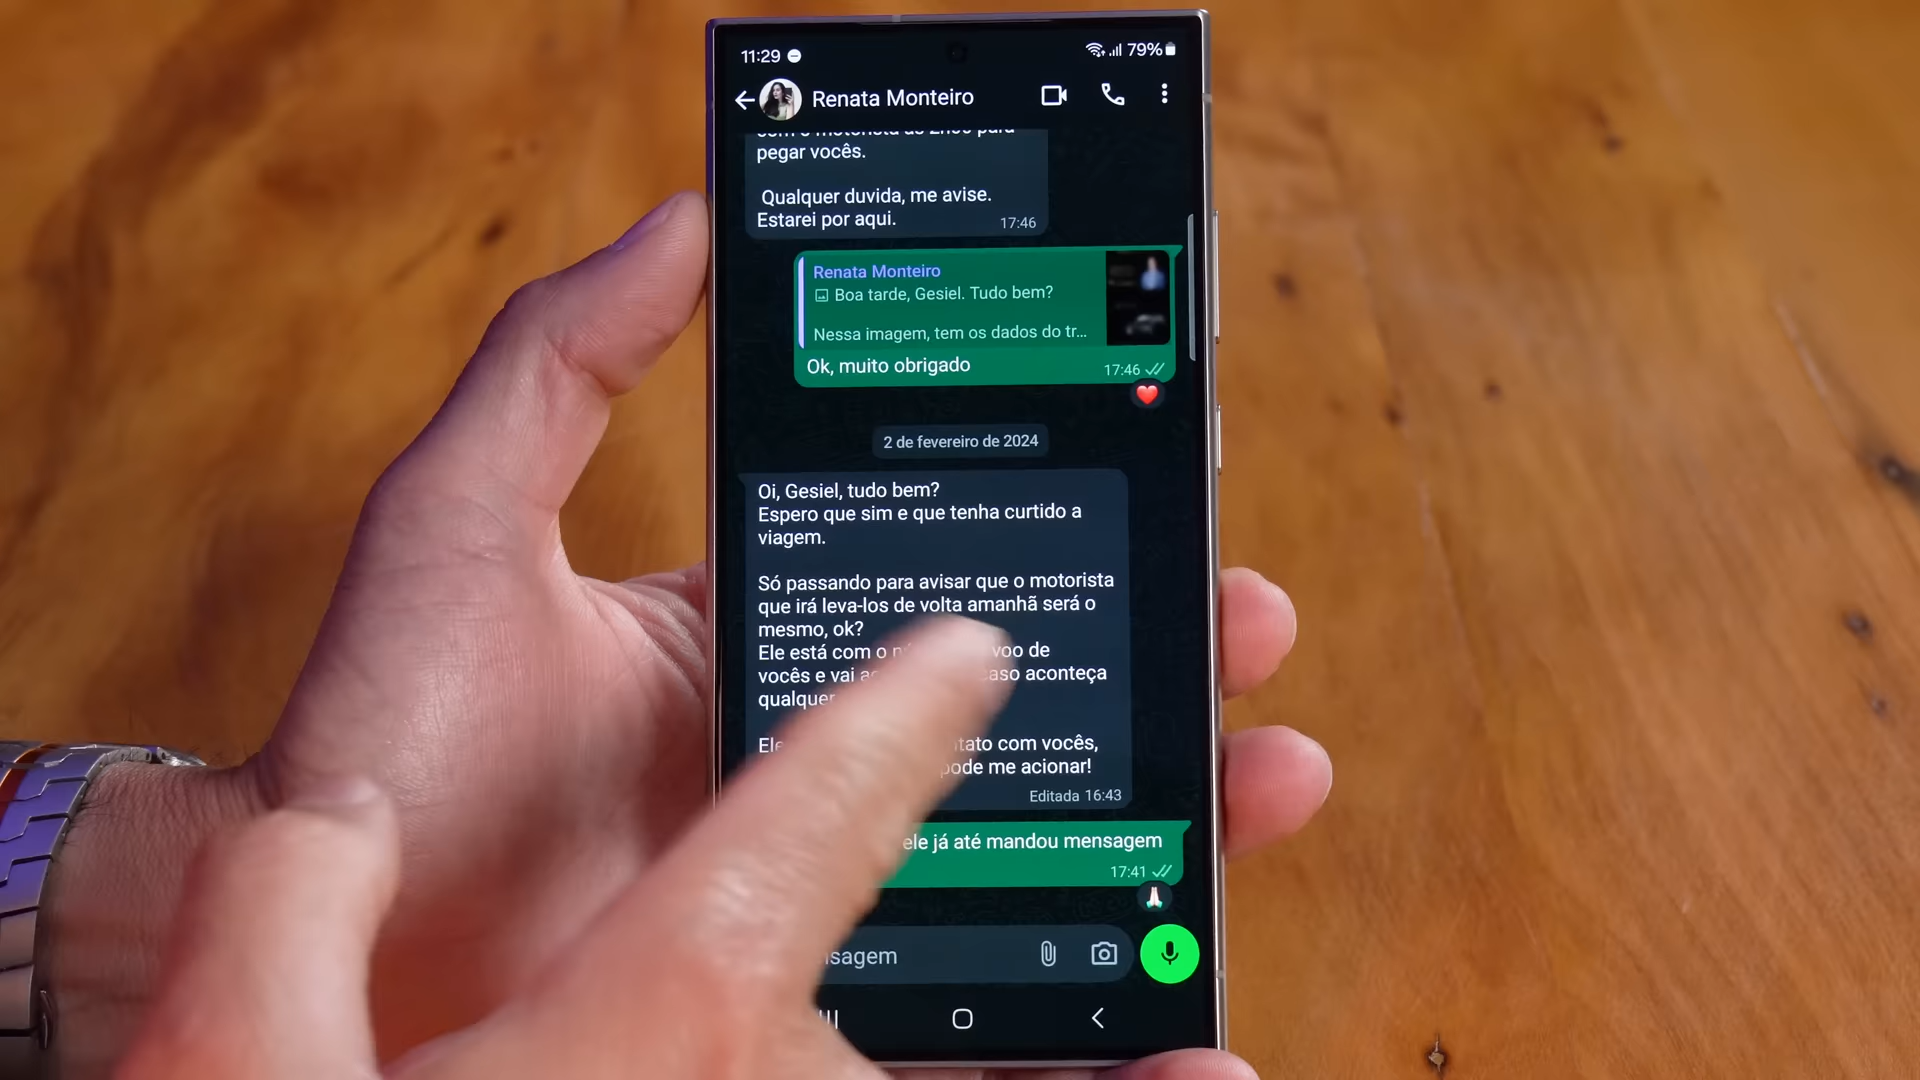 11:29
79%
Renata Monteiro
pegar vocês.
Qualquer duvida, me avise.
Estarei por aqui.
17:46
Renata Monteiro
Boa tarde, Gesiel. Tudo bem?
Nessa imagem, tem os dados do tr...
Ok, muito obrigado
17:46
2 de fevereiro de 2024
Oi, Gesiel, tudo bem?
Espero que sim e que tenha curtido a
viagem.
Só passando para avisar que o motorista
que irá leva-los de volta amanhã será o
mesmo, ok?
Ele está com o voo de
vocês e vai aconteça
qualquer
Ele com vocês,
pode me acionar!
Editada 16:43
ele já até mandou mensagem
17:41